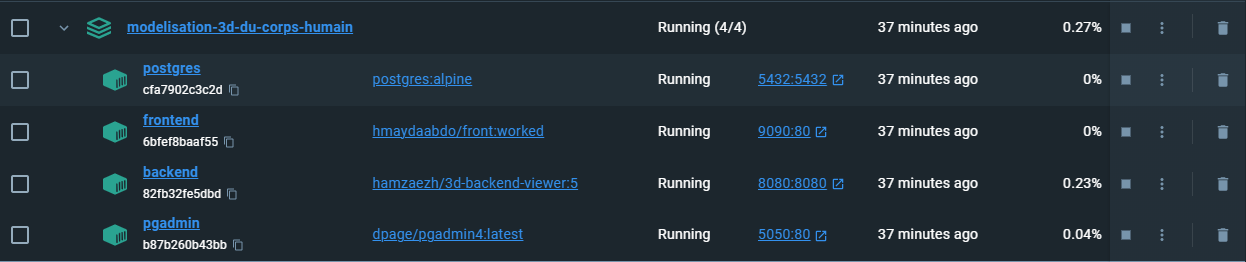 modelisation-3d-du-corps-humain Running (4/4) 37 minutes ago 0.27%
postgres
cfa7902c3c2d
postgres:alpine Running 5432:5432 37 minutes ago 0%
frontend
6bfef8baaf55
hmaydaabdo/front:worked Running 9090:80 37 minutes ago 0%
backend
82fb32fe5dbd
hamzaezh/3d-backend-viewer:5 Running 8080:8080 37 minutes ago 0.23%
pgadmin
b87b260b43bb
dpage/pgadmin4:latest Running 5050:80 37 minutes ago 0.04%